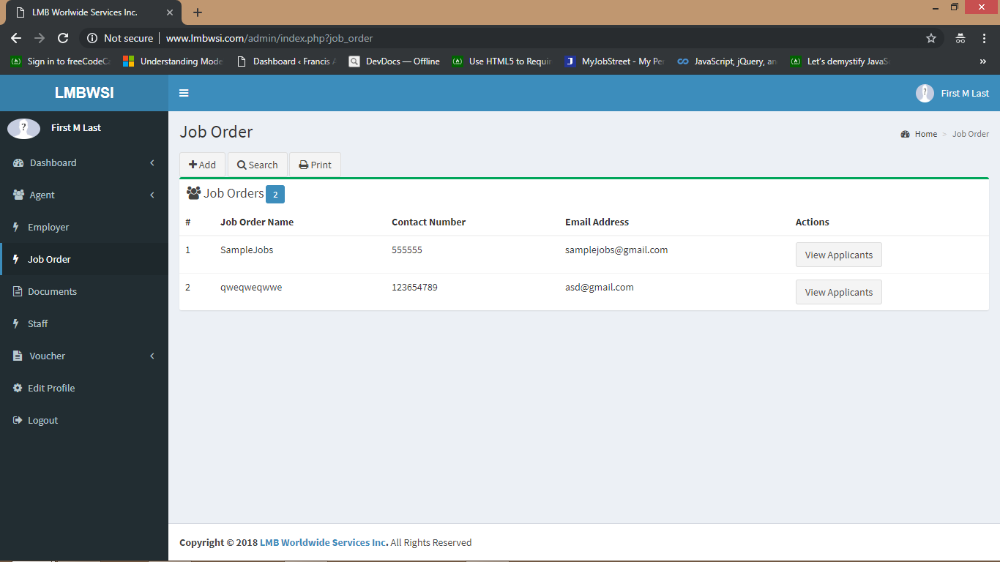 LMB Worlwide Services Inc.
Not secure www.lmbwsi.com/admin/index.php?job_order
Sign in to freeCodeCa Understanding Mode Dashboard ‹ Francis A DevDocs — Offline Use HTML5 to Requir MyJobStreet - My Per JavaScript, jQuery, an Let's demystify JavaS »
LMBWSI
First M Last
First M Last
Dashboard
Agent
Employer
Job Order
Documents
Staff
Voucher
Edit Profile
Logout
Job Order
Home > Job Order
Add Search Print
Job Orders 2
# Job Order Name Contact Number Email Address Actions
1 SampleJobs 555555 samplejobs@gmail.com View Applicants
2 qweqweqwwe 123654789 asd@gmail.com View Applicants
Copyright © 2018 LMB Worldwide Services Inc. All Rights Reserved